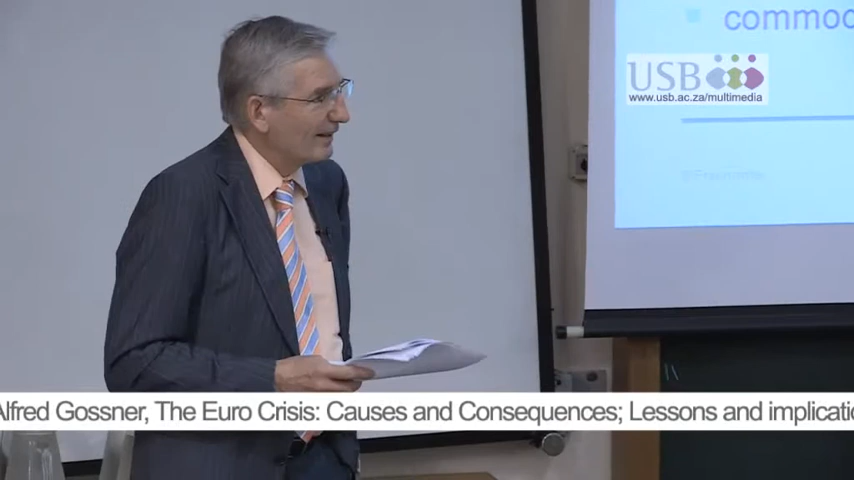 commod
USB
www.usb.ac.za/multimedia
Alfred Gossner, The Euro Crisis: Causes and Consequences; Lessons and implicatio